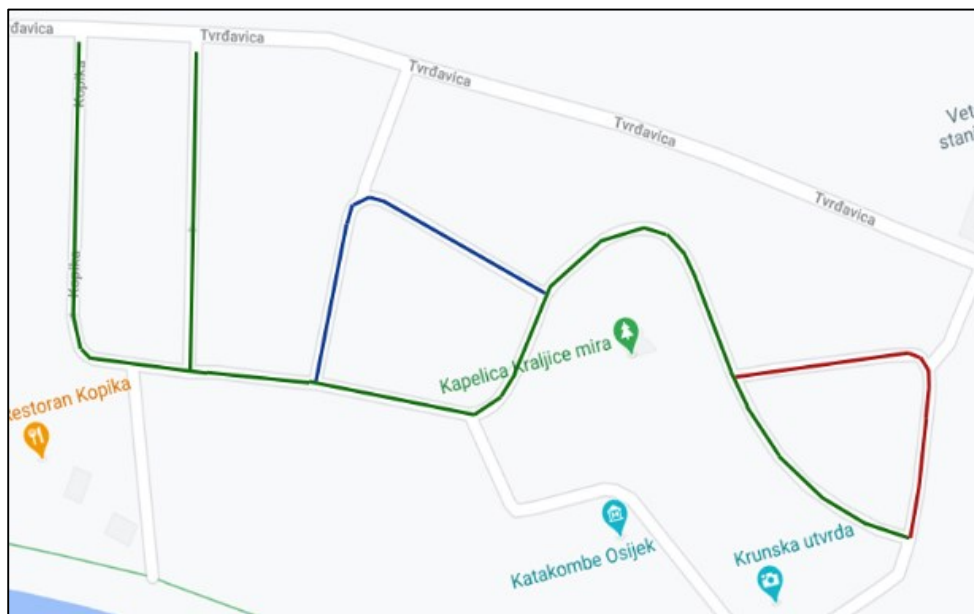 đavica
Tvrđavica
Tvrđavica
Tvrđavica
Tvrđavica
Kopika
Kopika
Vet
stani
Kapelica Kraljice mira
estoran Kopika
Katakombe Osijek
Krunska utvrda